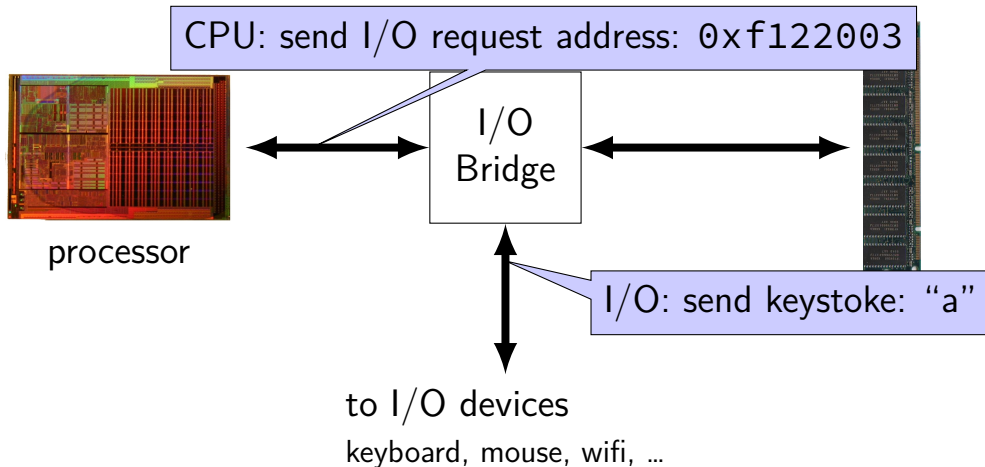 CPU: send I/O request address: 0xf122003
I/O
Bridge
processor
I/O: send keystoke: “a”
to I/O devices
keyboard, mouse, wifi, ...